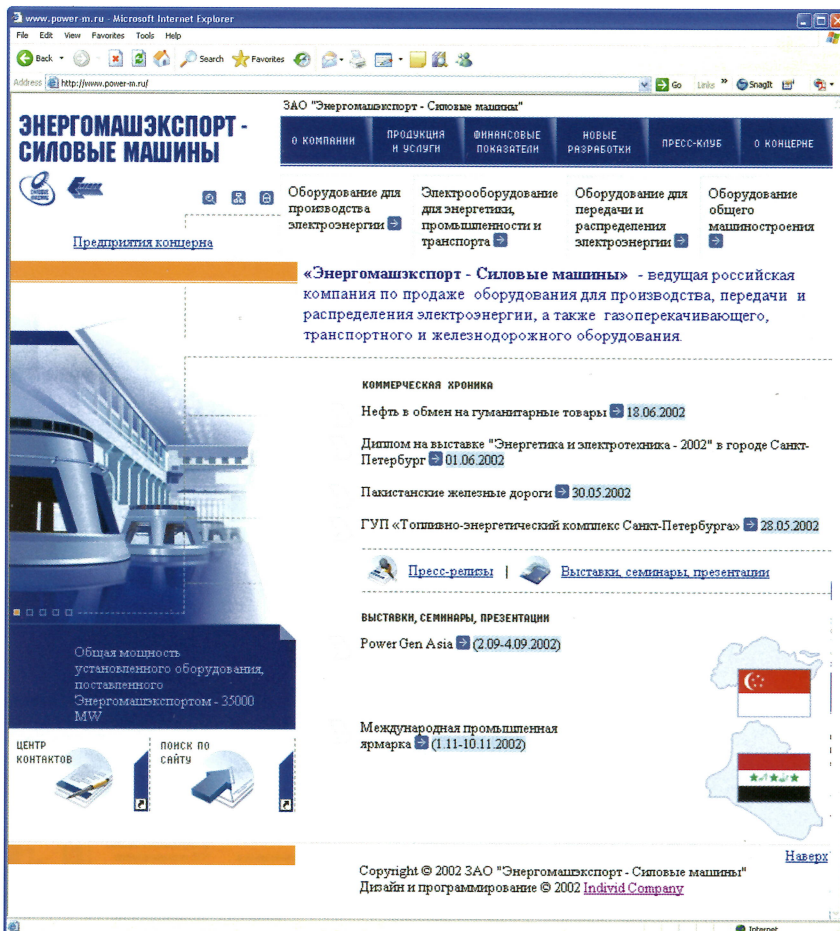 www.power-m.ru - Microsoft Internet Explorer
File Edit View Favorites Tools Help
Back Search Favorites
Address http://www.power-m.ru/ Go Links » SnagIt
ЗАО "Энергомашэкспорт - Силовые машины"
ЭНЕРГОМАШЭКСПОРТ -
СИЛОВЫЕ МАШИНЫ
О КОМПАНИИ
ПРОДУКЦИЯ
И УСЛУГИ
ФИНАНСОВЫЕ
ПОКАЗАТЕЛИ
НОВЫЕ
РАЗРАБОТКИ
ПРЕСС-КЛУБ
О КОНЦЕРНЕ
СИЛОВЫЕ
МАШИНЫ
Предприятия концерна
Оборудование для
производства
электроэнергии
Электрооборудование
для энергетики,
промышленности и
транспорта
Оборудование для
передачи и
распределения
электроэнергии
Оборудование
общего
машиностроения
«Энергомашэкспорт - Силовые машины» - ведущая российская
компания по продаже оборудования для производства, передачи и
распределения электроэнергии, а также газоперекачивающего,
транспортного и железнодорожного оборудования.
КОММЕРЧЕСКАЯ ХРОНИКА
Нефть в обмен на гуманитарные товары 18.06.2002
Диплом на выставке "Энергетика и электротехника - 2002" в городе Санкт-
Петербург 01.06.2002
Пакистанские железные дороги 30.05.2002
ГУП «Топливно-энергетический комплекс Санкт-Петербурга» 28.05.2002
Пресс-релизы | Выставки, семинары, презентации
ВЫСТАВКИ, СЕМИНАРЫ, ПРЕЗЕНТАЦИИ
Power Gen Asia (2.09-4.09.2002)
Международная промышленная
ярмарка (1.11-10.11.2002)
Общая мощность
установленного оборудования,
поставленного
Энергомашэкспортом - 35000
MW
ЦЕНТР
КОНТАКТОВ
ПОИСК ПО
САЙТУ
Наверх
Copyright © 2002 ЗАО "Энергомашэкспорт - Силовые машины"
Дизайн и программирование © 2002 Individ Company
Internet